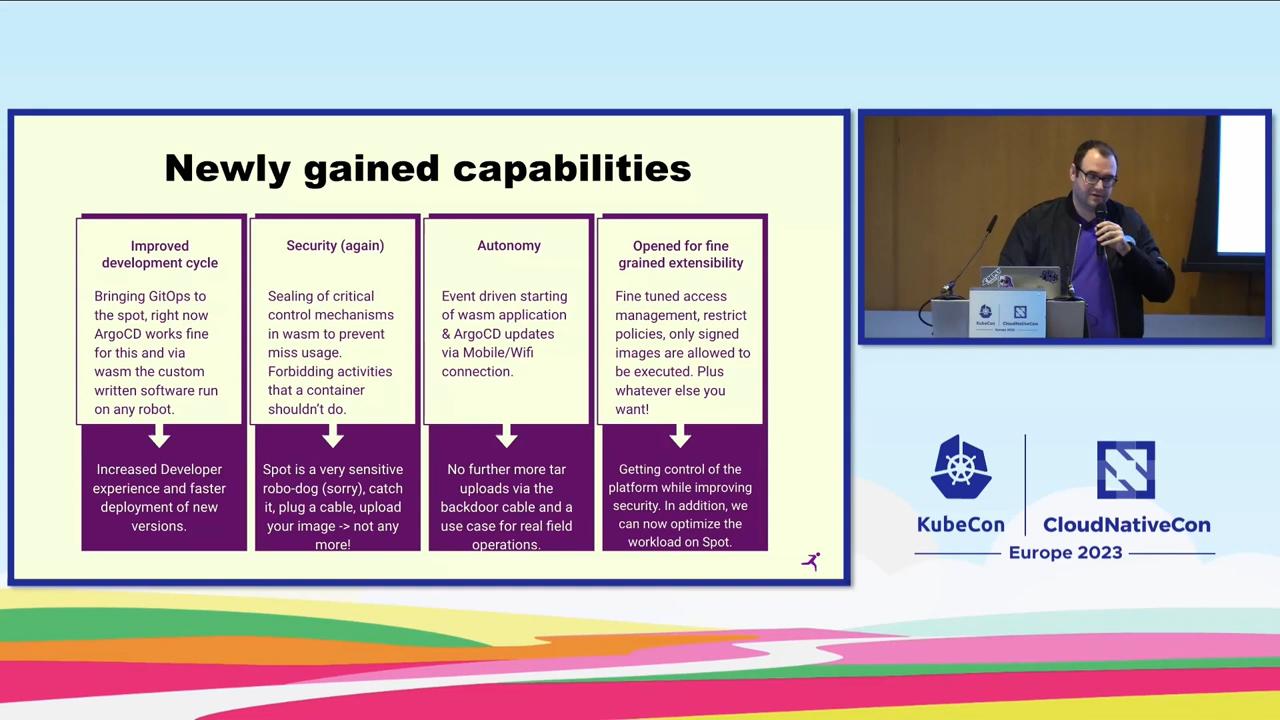 Newly gained capabilities
Improved
development cycle
Bringing GitOps to
the spot, right now
ArgoCD works fine
for this and via
wasm the custom
written software run
on any robot.
Increased Developer
experience and faster
deployment of new
versions.
Security (again)
Sealing of critical
control mechanisms
in wasm to prevent
miss usage.
Forbidding activities
that a container
shouldn't do.
Spot is a very sensitive
robo-dog (sorry), catch
it, plug a cable, upload
your image -> not any
more!
Autonomy
Event driven starting
of wasm application
& ArgoCD updates
via Mobile/Wifi
connection.
No further more tar
uploads via the
backdoor cable and a
use case for real field
operations.
Opened for fine
grained extensibility
Fine tuned access
management, restrict
policies, only signed
images are allowed to
be executed. Plus
whatever else you
want!
Getting control of the
platform while improving
security. In addition, we
can now optimize the
workload on Spot.
KubeCon
CloudNativeCon
Europe 2023
KubeCon
CloudNativeCon
Europe 2023